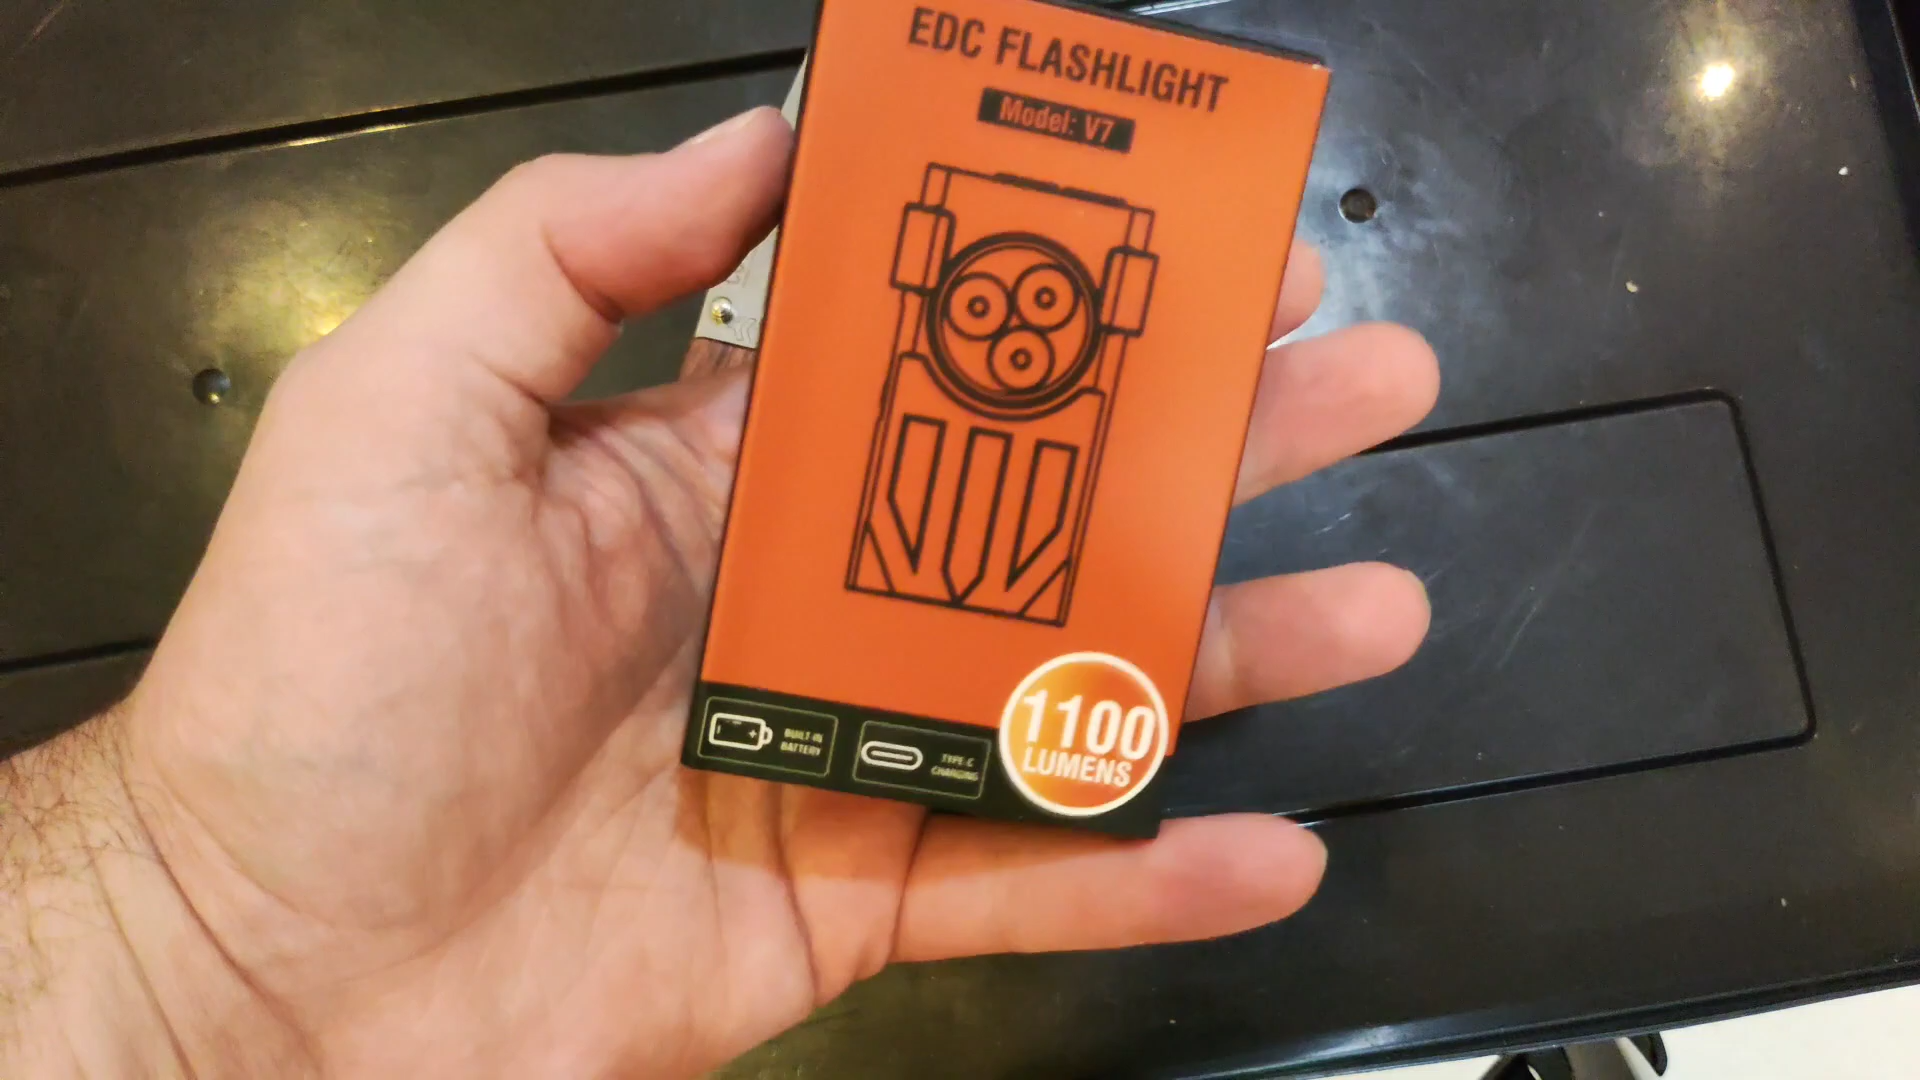 EDC FLASHLIGHT
Model: V7
BUILT IN
BATTERY
TYPE C
CHARGING
1100
LUMENS